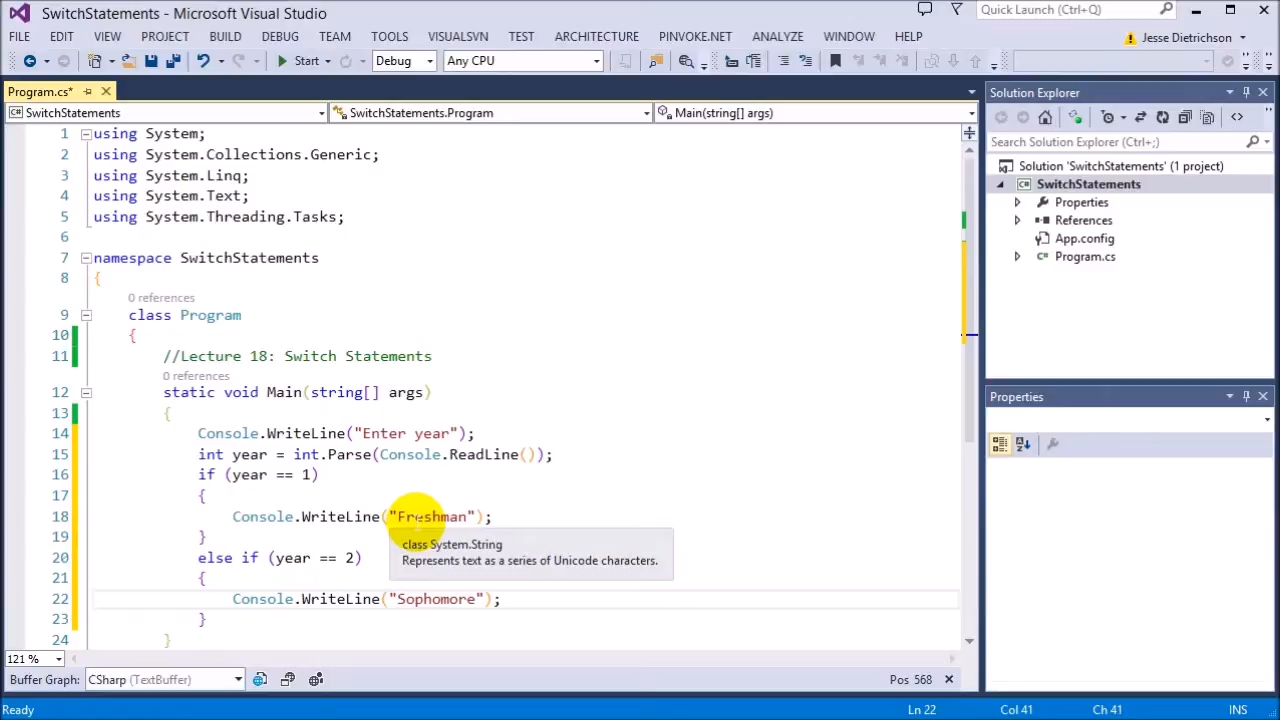 SwitchStatements - Microsoft Visual Studio
Quick Launch (Ctrl+Q)
FILE EDIT VIEW PROJECT BUILD DEBUG TEAM TOOLS VISUALSVN TEST ARCHITECTURE PINVOKE.NET ANALYZE WINDOW HELP
Jesse Dietrichson
Start Debug Any CPU
Program.cs*
SwitchStatements SwitchStatements.Program Main(string[] args)
1 using System;
2 using System.Collections.Generic;
3 using System.Linq;
4 using System.Text;
5 using System.Threading.Tasks;
6
7 namespace SwitchStatements
8 {
0 references
9 class Program
10 {
11 //Lecture 18: Switch Statements
0 references
12 static void Main(string[] args)
13 {
14 Console.WriteLine("Enter year");
15 int year = int.Parse(Console.ReadLine());
16 if (year == 1)
17 {
18 Console.WriteLine("Freshman");
19 }
class System.String
Represents text as a series of Unicode characters.
20 else if (year == 2)
21 {
22 Console.WriteLine("Sophomore");
23 }
24 }
121 %
Buffer Graph: CSharp (TextBuffer) Pos 568
Solution Explorer
Search Solution Explorer (Ctrl+;)
Solution 'SwitchStatements' (1 project)
SwitchStatements
Properties
References
App.config
Program.cs
Properties
Ready Ln 22 Col 41 Ch 41 INS